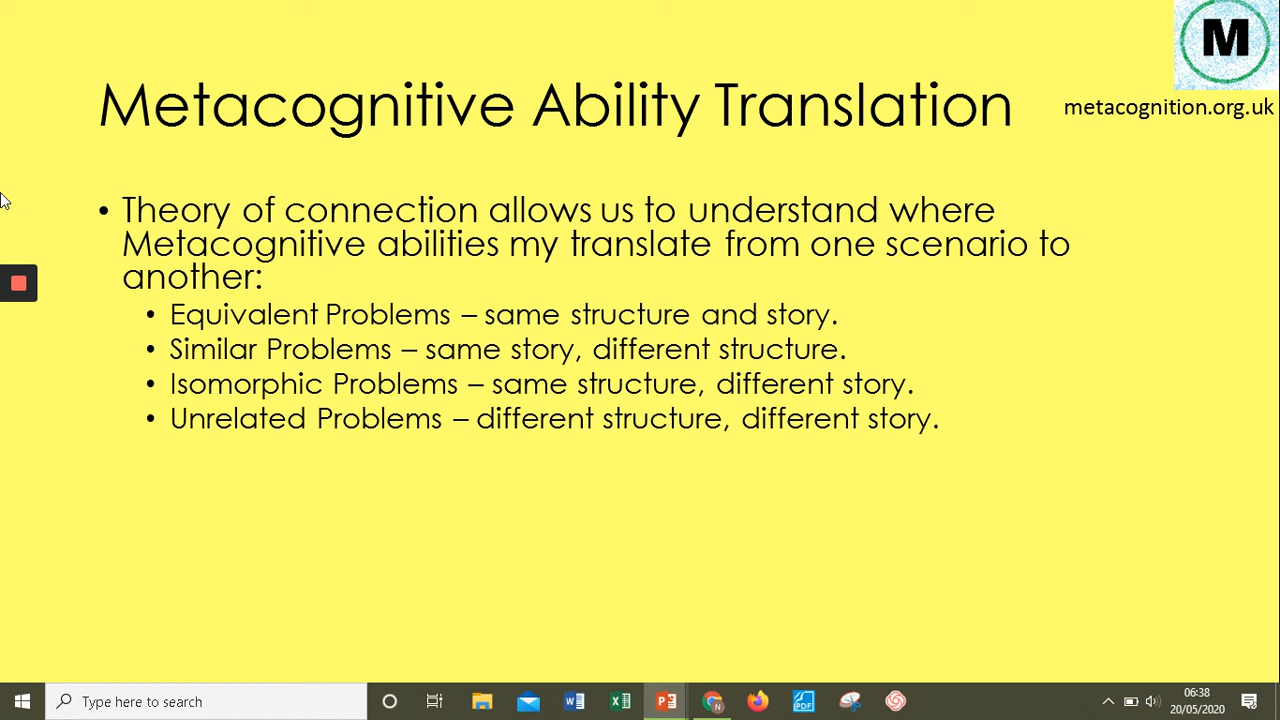 M
metacognition.org.uk
Metacognitive Ability Translation
• Theory of connection allows us to understand where
Metacognitive abilities my translate from one scenario to
another:
• Equivalent Problems – same structure and story.
• Similar Problems – same story, different structure.
• Isomorphic Problems – same structure, different story.
• Unrelated Problems – different structure, different story.
Type here to search
06:38
20/05/2020